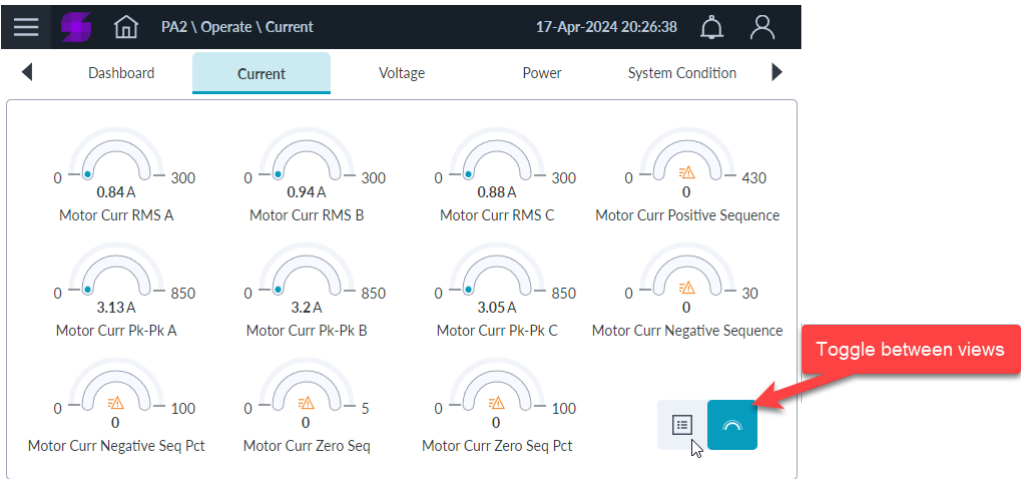 PA2 \ Operate \ Current 17-Apr-2024 20:26:38
Dashboard Current Voltage Power System Condition
0 300 0 300 0 300 0 430
0.84 A 0.94 A 0.88 A 0
Motor Curr RMS A Motor Curr RMS B Motor Curr RMS C Motor Curr Positive Sequence
0 850 0 850 0 850 0 30
3.13 A 3.2 A 3.05 A 0
Motor Curr Pk-Pk A Motor Curr Pk-Pk B Motor Curr Pk-Pk C Motor Curr Negative Sequence
Toggle between views
0 100 0 5 0 100
0 0 0
Motor Curr Negative Seq Pct Motor Curr Zero Seq Motor Curr Zero Seq Pct